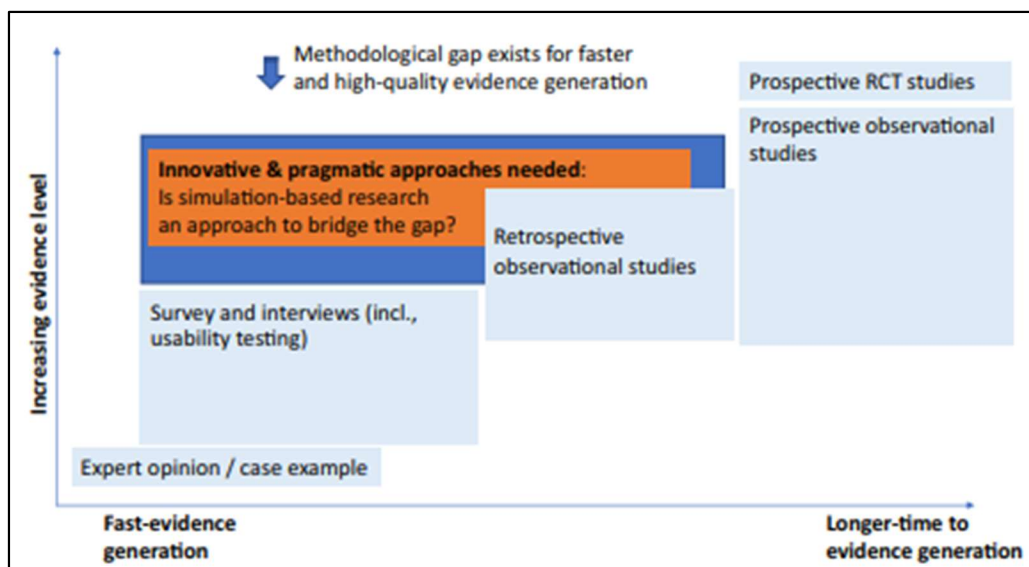 Methodological gap exists for faster
and high-quality evidence generation
Prospective RCT studies
Prospective observational
studies
Innovative & pragmatic approaches needed:
Is simulation-based research
an approach to bridge the gap?
Retrospective
observational studies
Survey and interviews (incl.,
usability testing)
Expert opinion / case example
Increasing evidence level
Fast-evidence
generation
Longer-time to
evidence generation